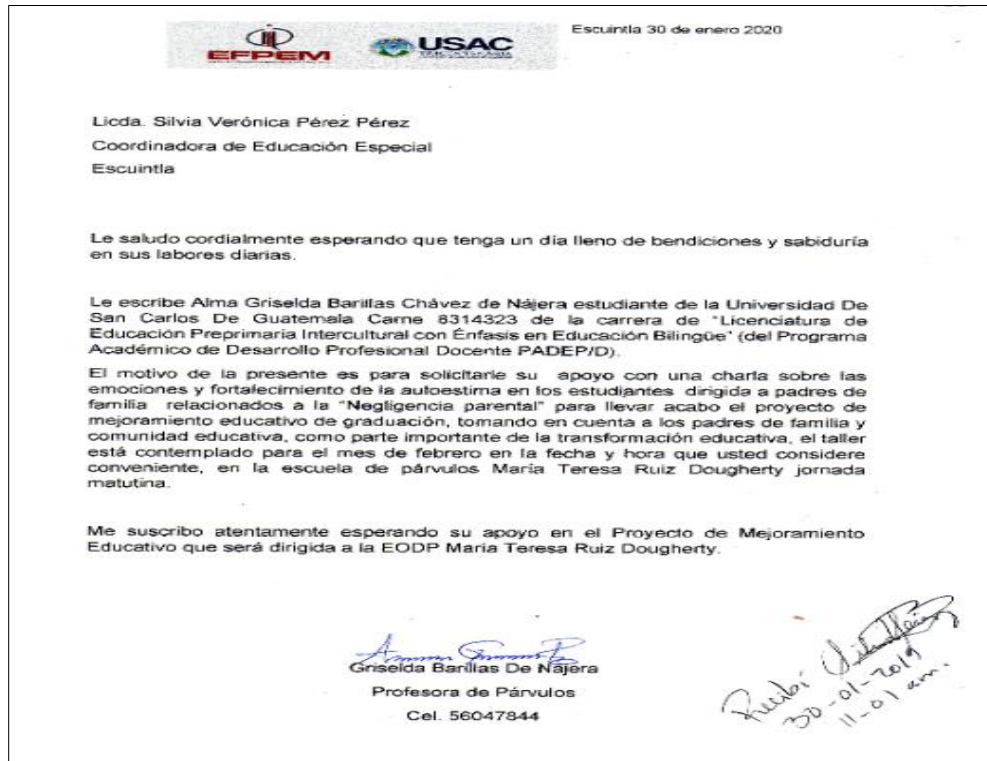 EFPEM
USAC
TRICENTENARIA
Escuintla 30 de enero 2020
Licda. Silvia Verónica Pérez Pérez
Coordinadora de Educación Especial
Escuintla
Le saludo cordialmente esperando que tenga un día lleno de bendiciones y sabiduría
en sus labores diarias.
Le escribe Alma Griselda Barillas Chávez de Nájera estudiante de la Universidad De
San Carlos De Guatemala Carne 8314323 de la carrera de "Licenciatura de
Educación Preprimaria Intercultural con Énfasis en Educación Bilingüe" (del Programa
Académico de Desarrollo Profesional Docente PADEP/D).
El motivo de la presente es para solicitarle su apoyo con una charla sobre las
emociones y fortalecimiento de la autoestima en los estudiantes dirigida a padres de
familia relacionados a la "Negligencia parental" para llevar acabo el proyecto de
mejoramiento educativo de graduación, tomando en cuenta a los padres de familia y
comunidad educativa, como parte importante de la transformación educativa, el taller
está contemplado para el mes de febrero en la fecha y hora que usted considere
conveniente, en la escuela de párvulos María Teresa Ruiz Dougherty jornada
matutina.
Me suscribo atentamente esperando su apoyo en el Proyecto de Mejoramiento
Educativo que será dirigida a la EODP María Teresa Ruiz Dougherty.
Griselda Barillas De Nájera
Profesora de Párvulos
Cel. 56047844
Recibí
30-01-2019
11-01 am.